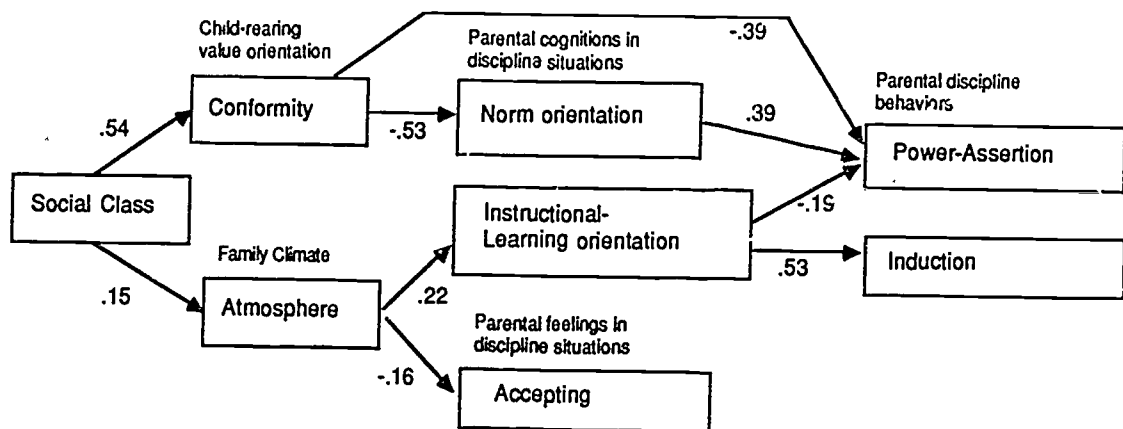 Child-rearing
value orientation
Conformity
-.39
Parental cognitions in
discipline situations
Norm orientation
Parental discipline
behaviors
Power-Assertion
.54
-.53
.39
Social Class
Instructional-
Learning orientation
-.19
Induction
.53
Family Climate
Atmosphere
.15
.22
Parental feelings in
discipline situations
Accepting
-.16